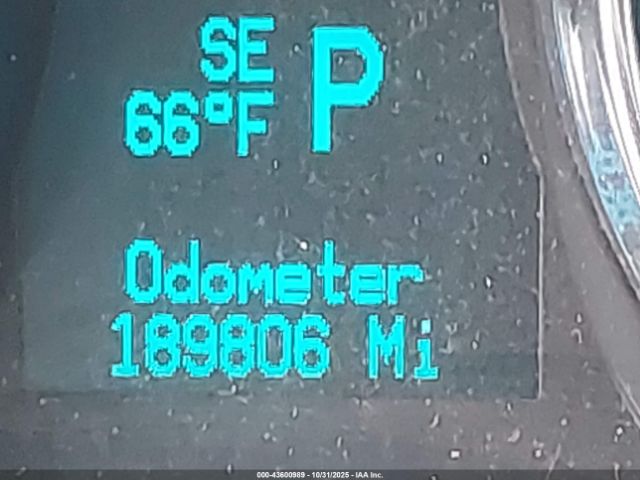 SE P
66°F
Odometer
189806 Mi
000-43600989 - 10/31/2025 - IAA Inc.